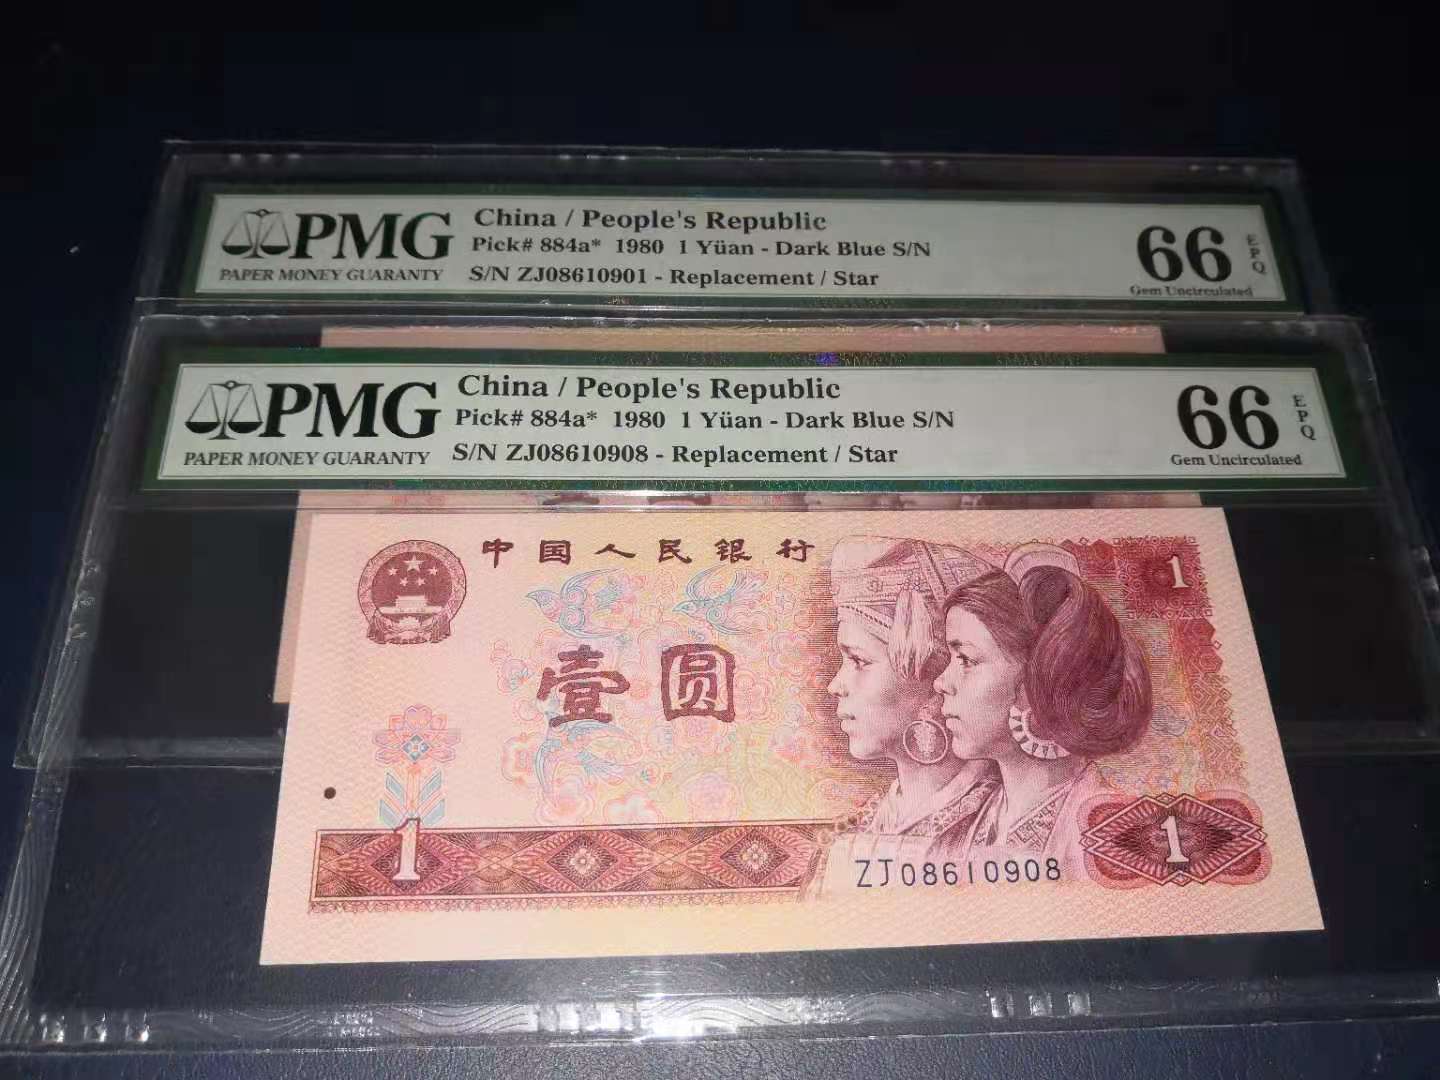 PMG
PAPER MONEY GUARANTY
China / People's Republic
Pick# 884a* 1980 1 Yüan - Dark Blue S/N
S/N ZJ08610901 - Replacement / Star
66
EPQ
Gem Uncirculated
PMG
PAPER MONEY GUARANTY
China / People's Republic
Pick# 884a* 1980 1 Yüan - Dark Blue S/N
S/N ZJ08610908 - Replacement / Star
66
EPQ
Gem Uncirculated
中国人民银行
1
壹圆
1
1
ZJ08610908